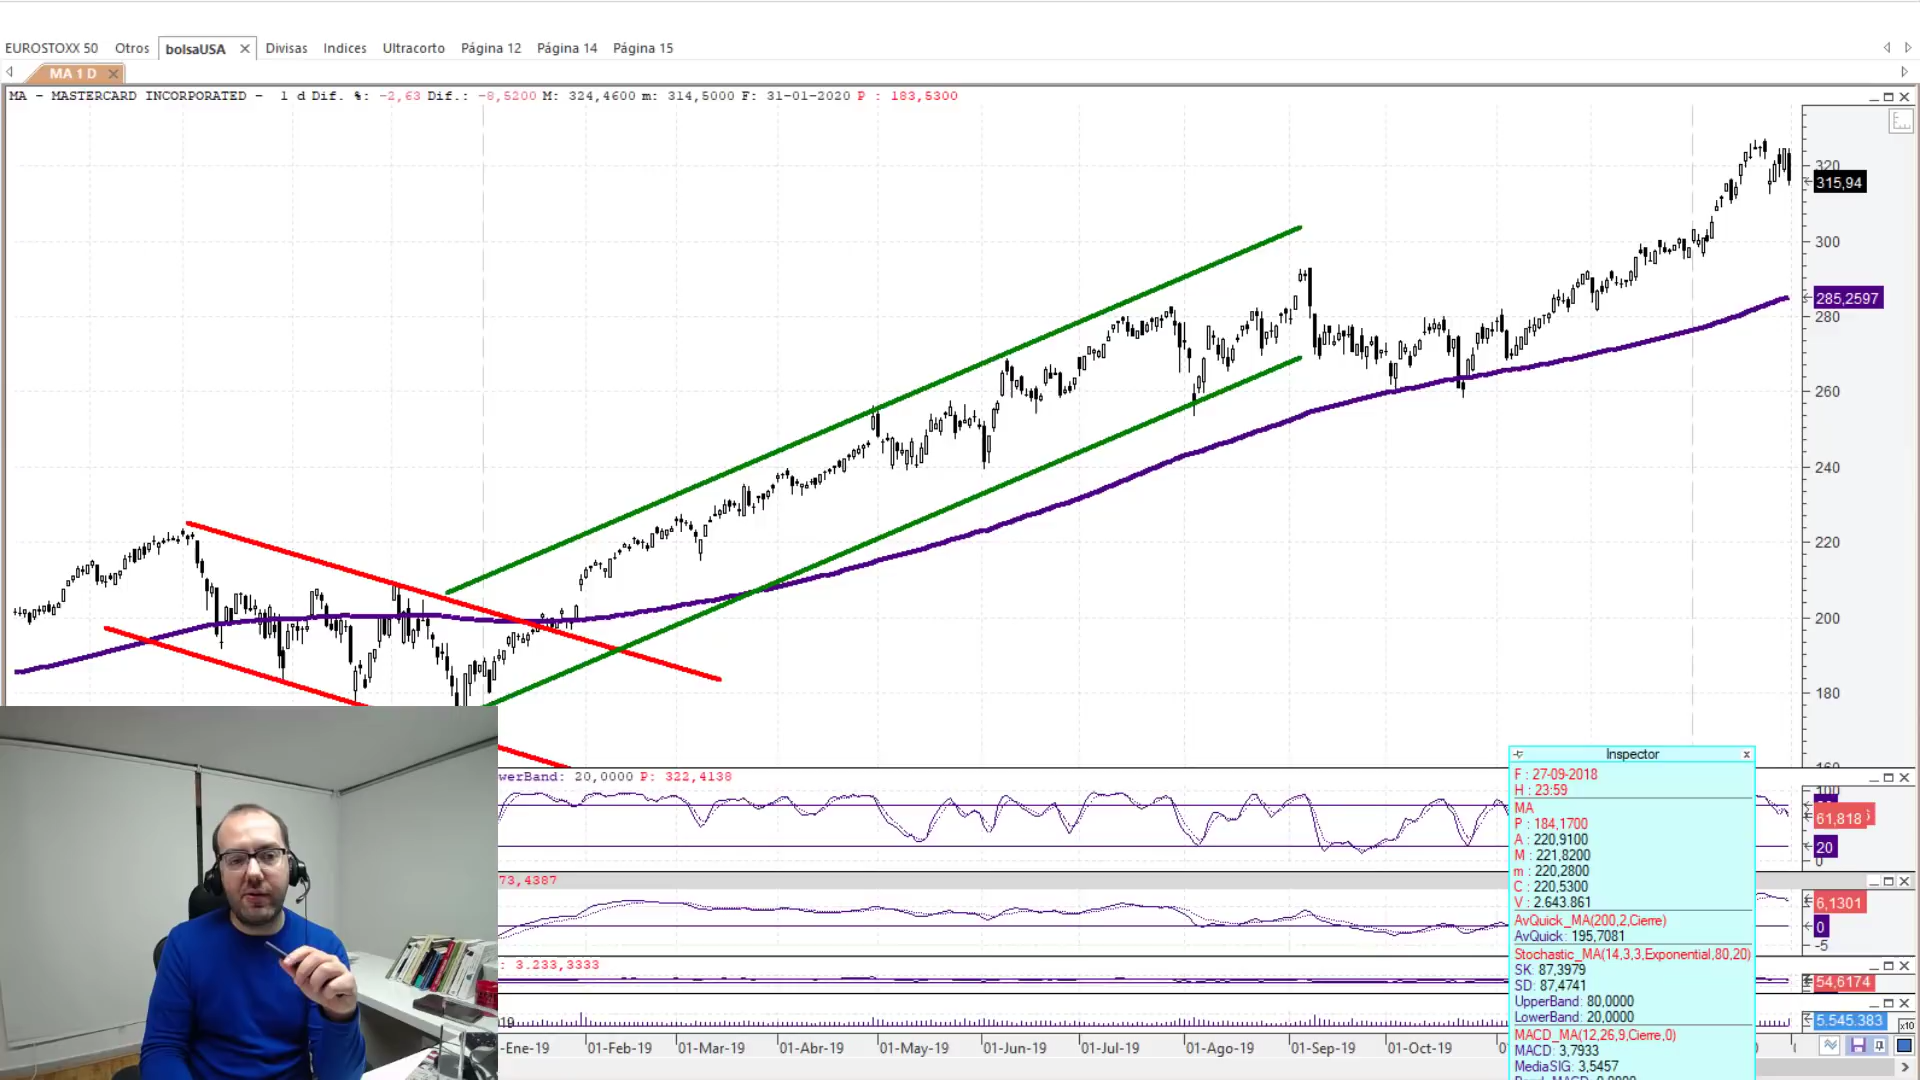 EUROSTOXX 50 Otros bolsaUSA Divisas Indices Ultracorto Página 12 Página 14 Página 15
MA 1 D
MA - MASTERCARD INCORPORATED - 1 d Dif. %: -2,63 Dif.: -8,5200 M: 324,4600 m: 314,5000 F: 31-01-2020 P : 183,5300
320
315,94
300
285,2597
280
260
240
220
200
180
160
werBand: 20,0000 P: 322,4138
100
61,818
20
0
73,4387
6,1301
0
-5
: 3.233,3333
54,6174
19
5.545.383
x10
-Ene-19 01-Feb-19 01-Mar-19 01-Abr-19 01-May-19 01-Jun-19 01-Jul-19 01-Ago-19 01-Sep-19 01-Oct-19
Inspector
F : 27-09-2018
H : 23:59
MA
P : 184,1700
A : 220,9100
M : 221,8200
m : 220,2800
C : 220,5300
V : 2.643.861
AvQuick_MA(200,2,Cierre)
AvQuick: 195,7081
Stochastic_MA(14,3,3,Exponential,80,20)
SK: 87,3979
SD: 87,4741
UpperBand: 80,0000
LowerBand: 20,0000
MACD_MA(12,26,9,Cierre,0)
MACD: 3,7933
MediaSIG: 3,5457